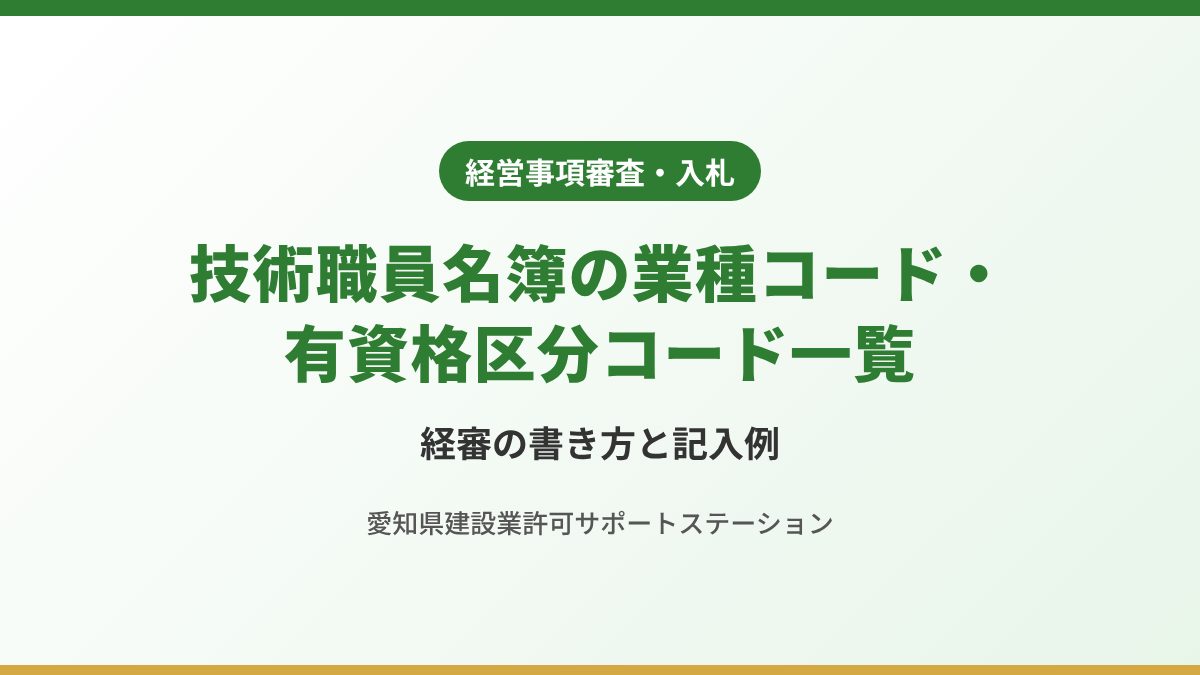 経営事項審査・入札
技術職員名簿の業種コード・
有資格区分コード一覧
経審の書き方と記入例
愛知県建設業許可サポートステーション